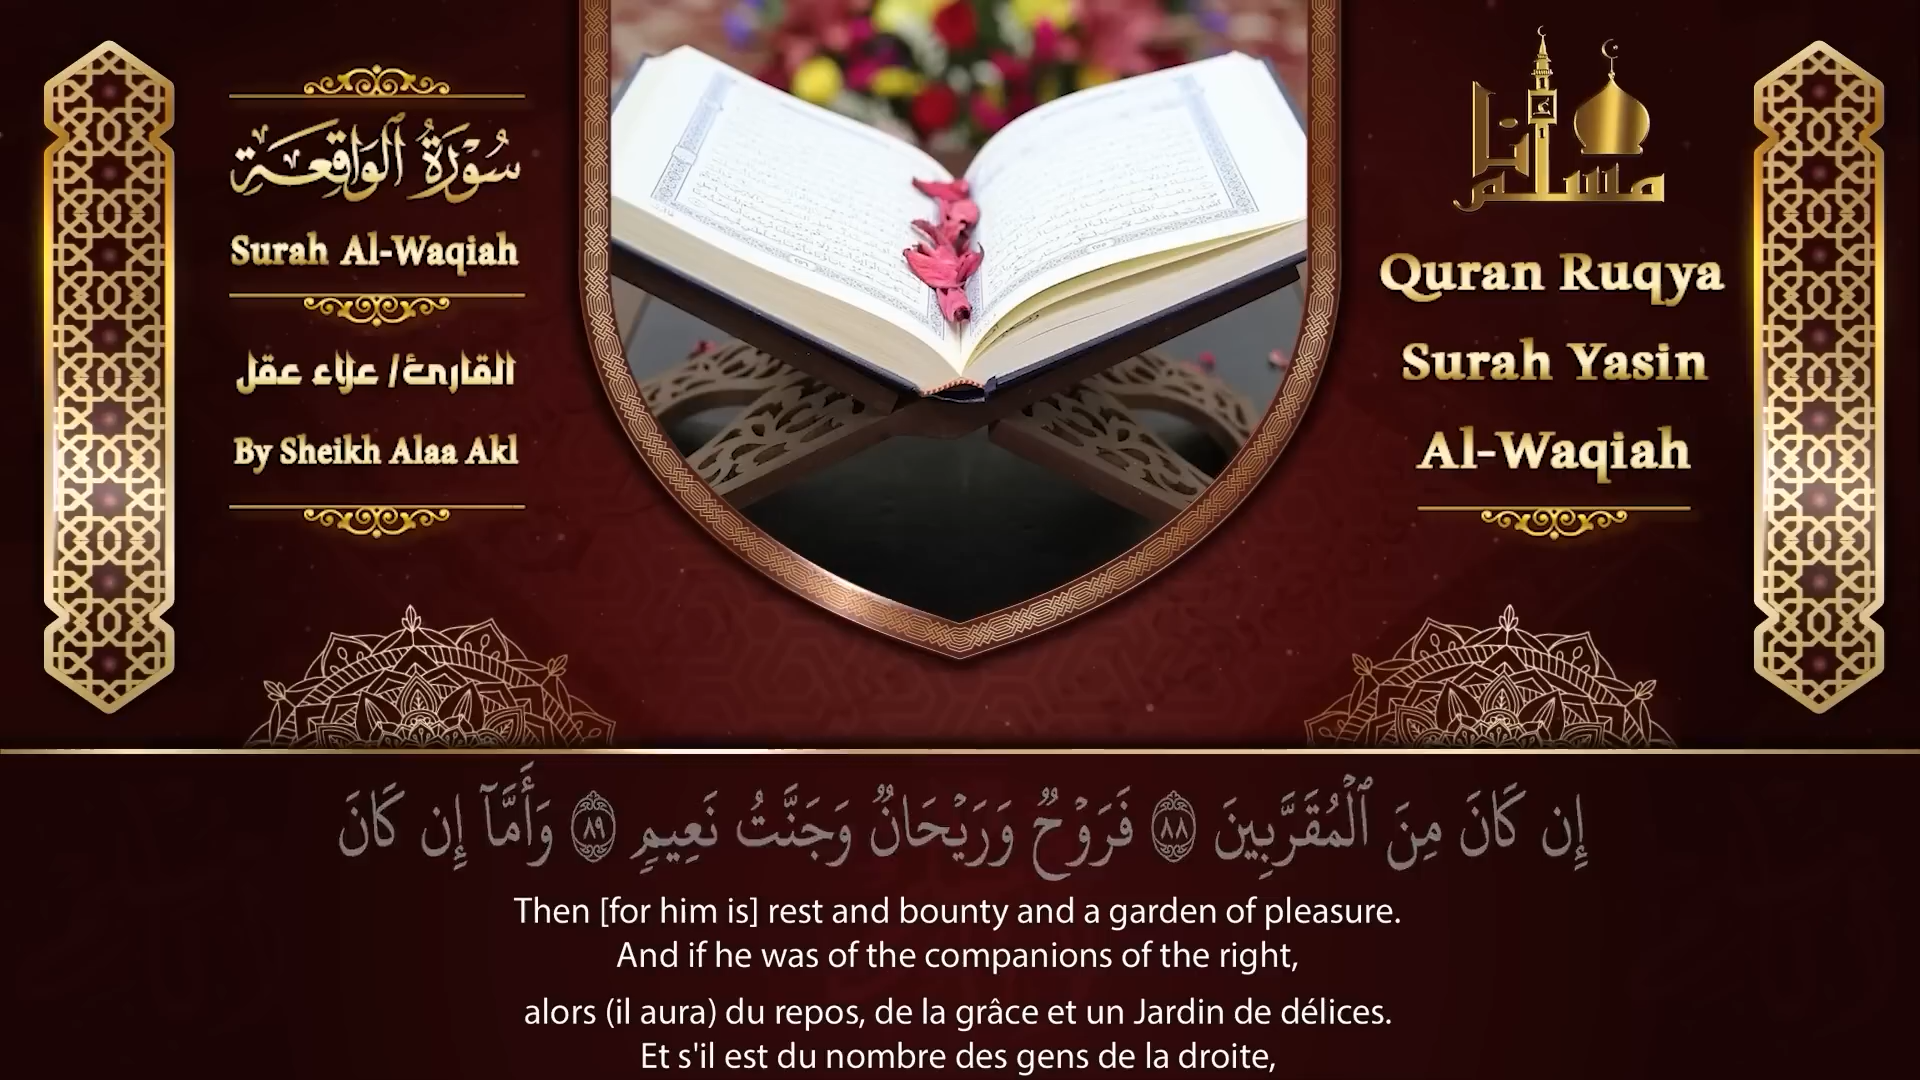 سُورَةُ الوَاقِعَة
Surah Al-Waqiah
القارئ/ علاء عقل
By Sheikh Alaa Akl
مسلم انا
Quran Ruqya
Surah Yasin
Al-Waqiah
إِن كَانَ مِنَ ٱلْمُقَرَّبِينَ ٨٨ فَرَوْحٌ وَرَيْحَانٌ وَجَنَّتُ نَعِيمٍ ٨٩ وَأَمَّآ إِن كَانَ
Then [for him is] rest and bounty and a garden of pleasure.
And if he was of the companions of the right,
alors (il aura) du repos, de la grâce et un Jardin de délices.
Et s'il est du nombre des gens de la droite,